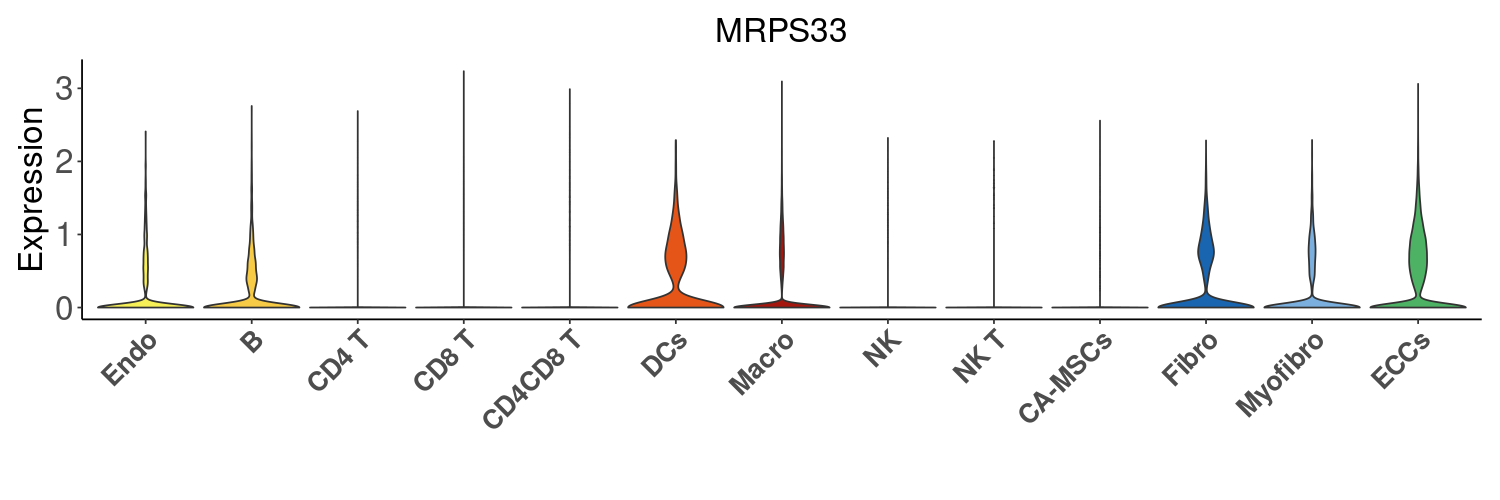 MRPS33
Expression
3
2
1
0
Endo
B
CD4 T
CD8 T
CD4CD8 T
DCs
Macro
NK
NK T
CA-MSCs
Fibro
Myofibro
ECCs